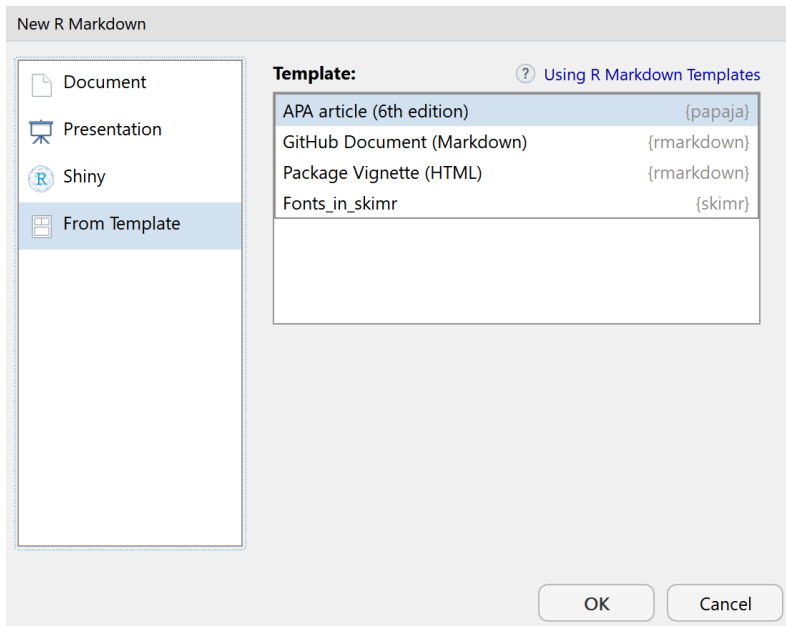 New R Markdown
Document
Presentation
R Shiny
From Template
Template:
? Using R Markdown Templates
APA article (6th edition) {papaja}
GitHub Document (Markdown) {rmarkdown}
Package Vignette (HTML) {rmarkdown}
Fonts_in_skimr {skimr}
OK Cancel